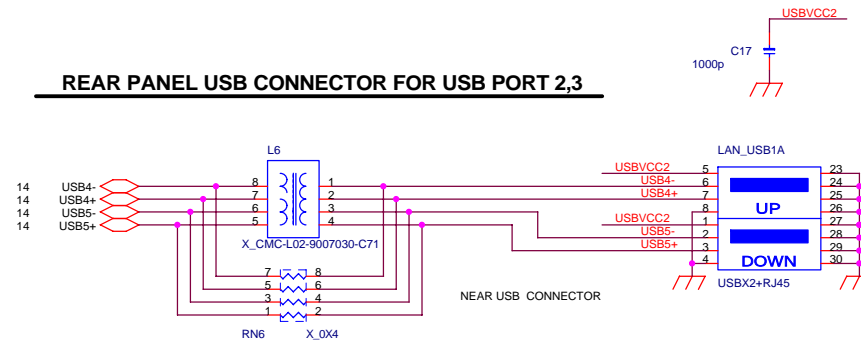 USBVCC2
C17
1000p
REAR PANEL USB CONNECTOR FOR USB PORT 2,3
L6
LAN_USB1A
14 USB4- 8 1 USBVCC2 5 23
14 USB4+ 7 2 USB4- 6 24
14 USB5- 6 3 USB4+ 7 25
14 USB5+ 5 4 8 UP 26
X_CMC-L02-9007030-C71
USBVCC2 1 27
USB5- 2 28
USB5+ 3 29
4 DOWN 30
USBX2+RJ45
7 8
5 6
3 4
1 2
NEAR USB CONNECTOR
RN6 X_0X4